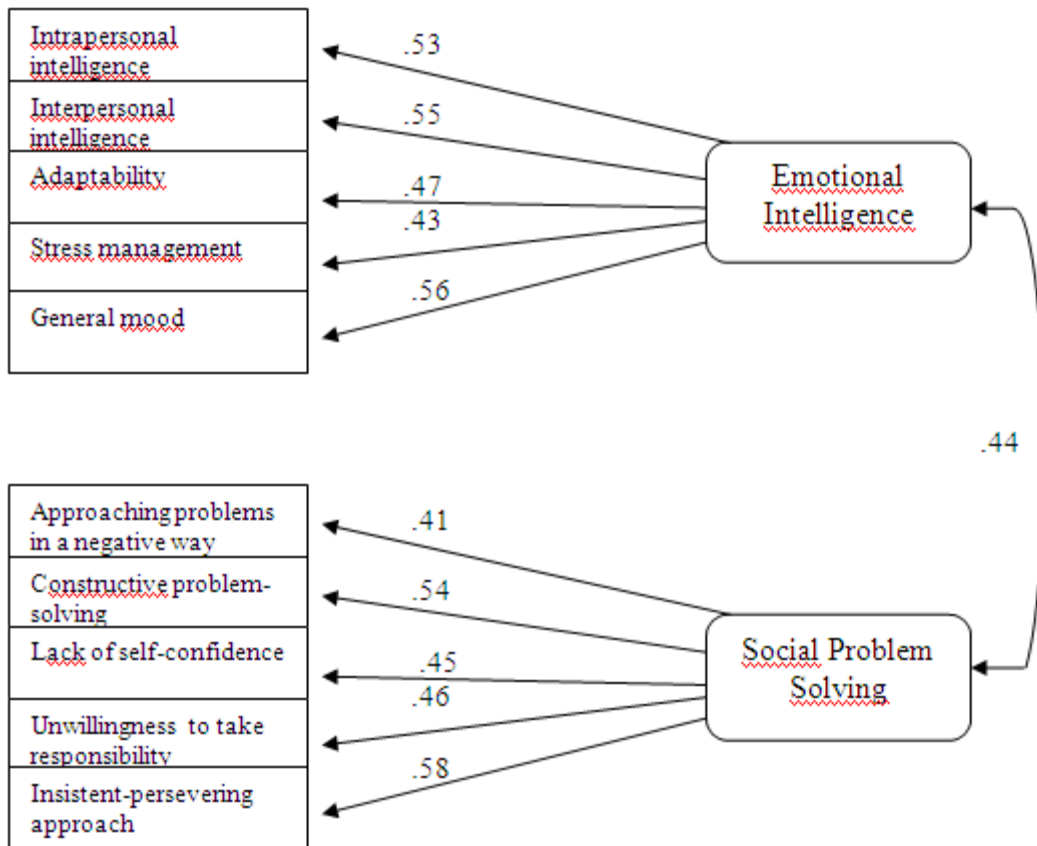 Intrapersonal
intelligence
.53
Interpersonal
intelligence
.55
Adaptability
.47
Stress management
.43
General mood
.56
Emotional
Intelligence
.44
Approaching problems
in a negative way
.41
Constructive problem-
solving
.54
Lack of self-confidence
.45
Unwillingness to take
responsibility
.46
Insistent-persevering
approach
.58
Social Problem
Solving